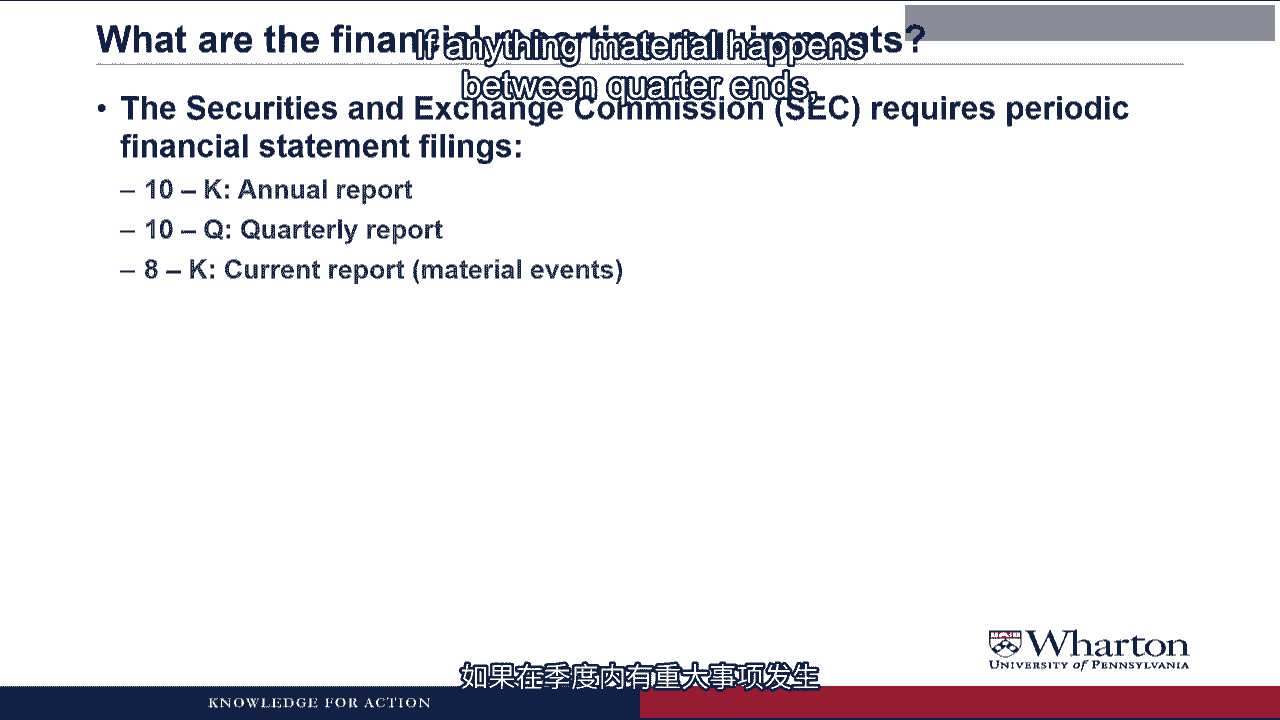 What are the financial reporting requirements?
If anything material happens
between quarter ends,
• The Securities and Exchange Commission (SEC) requires periodic
financial statement filings:
– 10 – K: Annual report
– 10 – Q: Quarterly report
– 8 – K: Current report (material events)
Wharton
UNIVERSITY of PENNSYLVANIA
如果在季度内有重大事项发生
KNOWLEDGE FOR ACTION